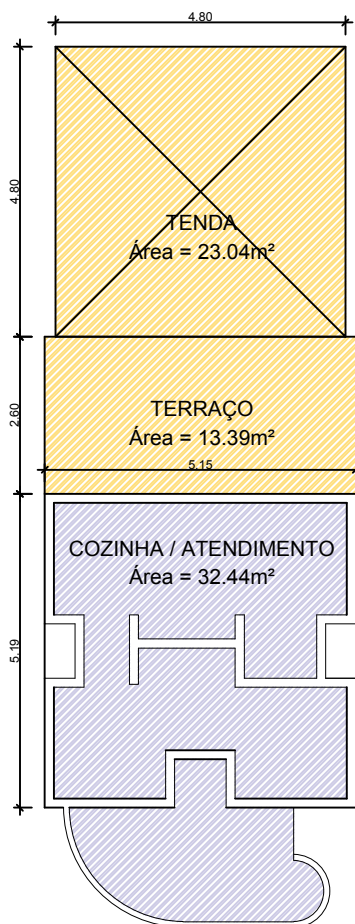 4.80
4.80
TENDA
Área = 23.04m²
2.60
TERRAÇO
Área = 13.39m²
5.15
COZINHA / ATENDIMENTO
Área = 32.44m²
5.19